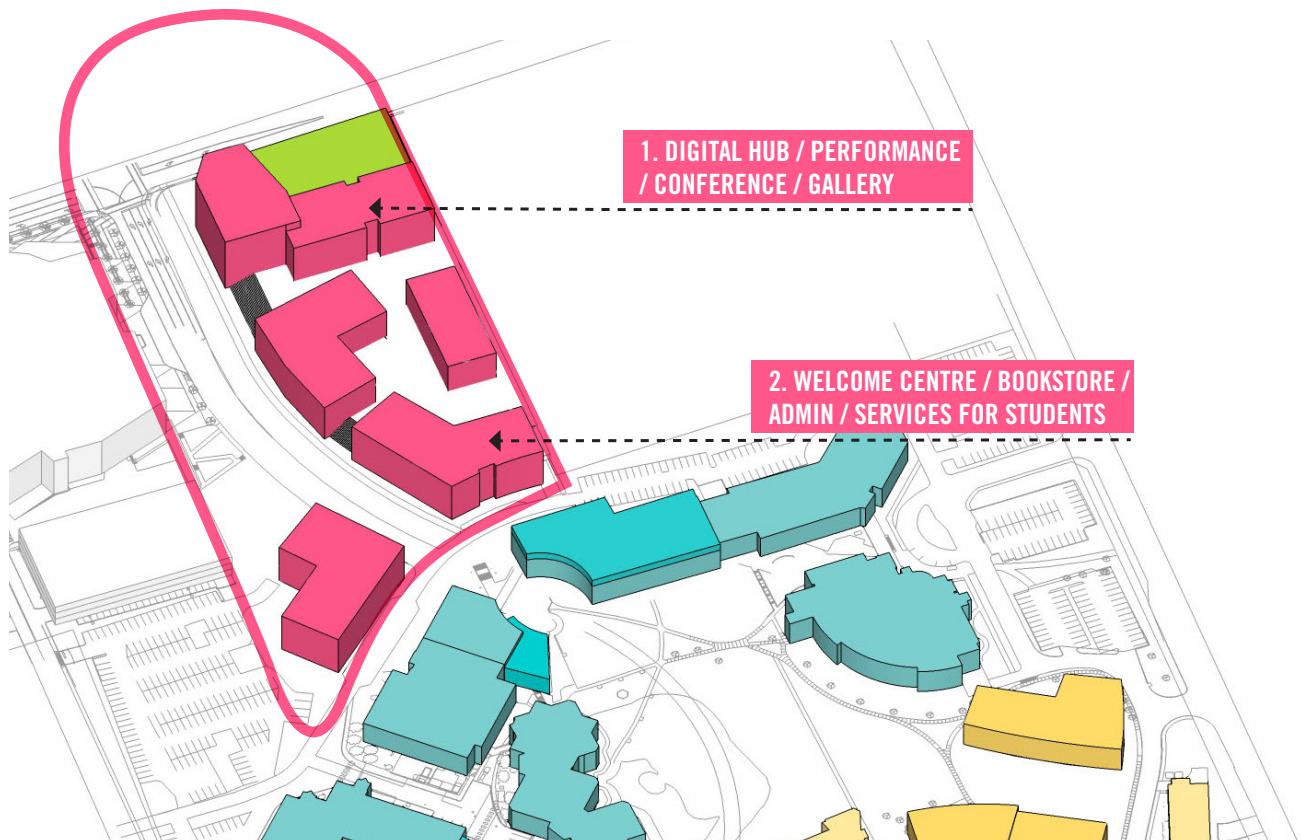 1. DIGITAL HUB / PERFORMANCE
/ CONFERENCE / GALLERY
2. WELCOME CENTRE / BOOKSTORE /
ADMIN / SERVICES FOR STUDENTS